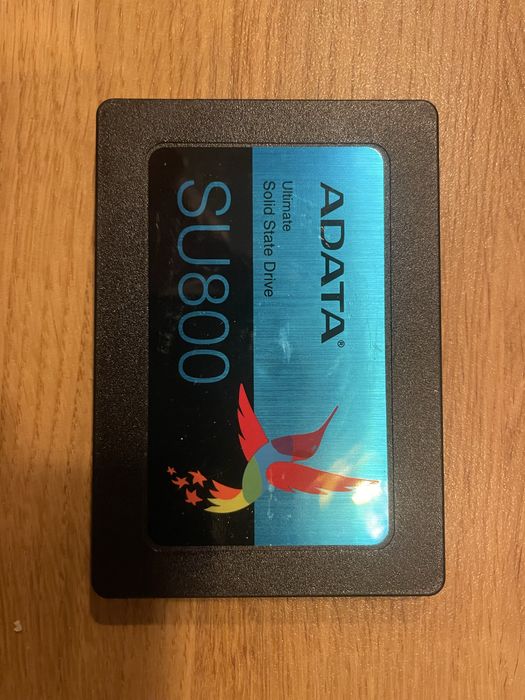 ADATA®
Ultimate
Solid State Drive
SU800